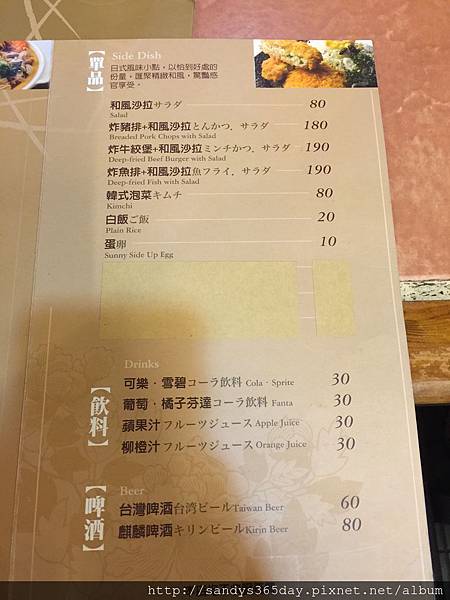 【單品】
Side Dish
日式風味小點，以恰到好處的
份量，匯聚精緻和風，驚豔感
官享受。
和風沙拉サラダ 80
Salad
炸豬排+和風沙拉とんかつ．サラダ 180
Breaded Pork Chops with Salad
炸牛絞堡+和風沙拉ミンチかつ．サラダ 190
Deep-fried Beef Burger with Salad
炸魚排+和風沙拉魚フライ．サラダ 190
Deep-fried Fish with Salad
韓式泡菜キムチ 80
Kimchi
白飯ご飯 20
Plain Rice
蛋卵 10
Sunny Side Up Egg
【飲料】
Drinks
可樂．雪碧コーラ飲料 Cola．Sprite 30
葡萄．橘子芬達コーラ飲料 Fanta 30
蘋果汁フルーツジュース Apple Juice 30
柳橙汁フルーツジュース Orange Juice 30
【啤酒】
Beer
台灣啤酒台湾ビール Taiwan Beer 60
麒麟啤酒キリンビール Kirin Beer 80
http://sandys365day.pixnet.net/album